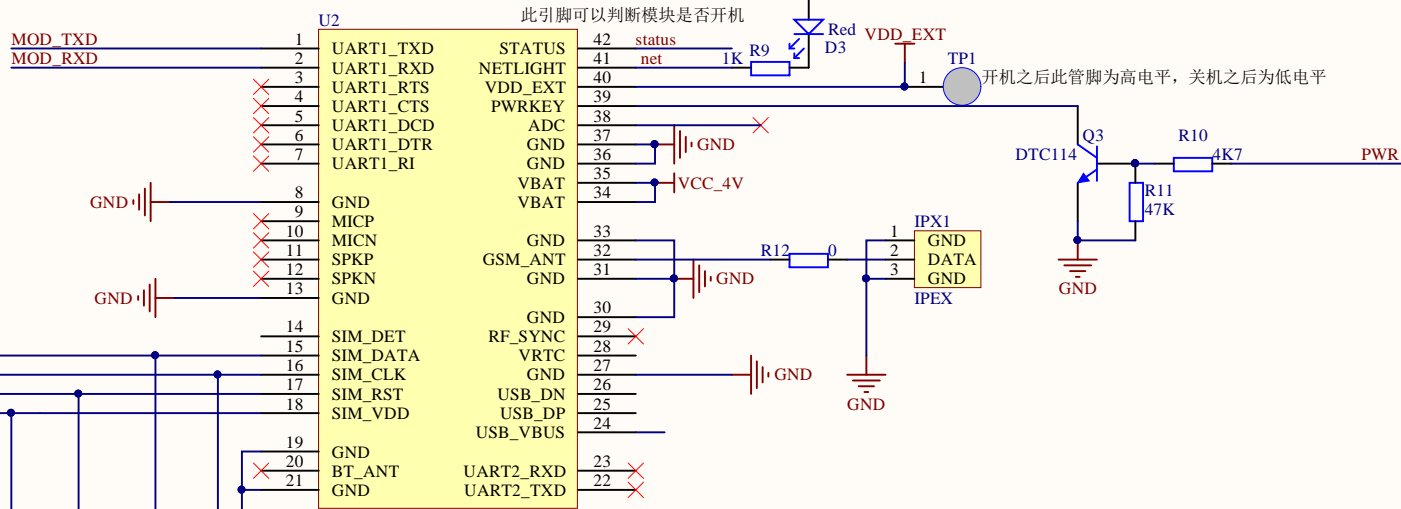 此引脚可以判断模块是否开机
U2
MOD_TXD 1 UART1_TXD STATUS 42 status
MOD_RXD 2 UART1_RXD NETLIGHT 41 net 1K R9 Red D3
3 UART1_RTS VDD_EXT 40 VDD_EXT 1 TP1 开机之后此管脚为高电平，关机之后为低电平
4 UART1_CTS PWRKEY 39
5 UART1_DCD ADC 38
6 UART1_DTR GND 37 GND
7 UART1_RI GND 36
VBAT 35 VCC_4V
GND 8 GND VBAT 34
9 MICP
10 MICN GND 33
11 SPKP GSM_ANT 32 R12 0
12 SPKN GND 31 GND
GND 13 GND
GND 30
14 SIM_DET RF_SYNC 29
15 SIM_DATA VRTC 28
16 SIM_CLK GND 27 GND
17 SIM_RST USB_DN 26
18 SIM_VDD USB_DP 25
USB_VBUS 24
19 GND
20 BT_ANT UART2_RXD 23
21 GND UART2_TXD 22
Q3
DTC114
R10
4K7
PWR
R11
47K
GND
IPX1
1 GND
2 DATA
3 GND
IPEX
GND